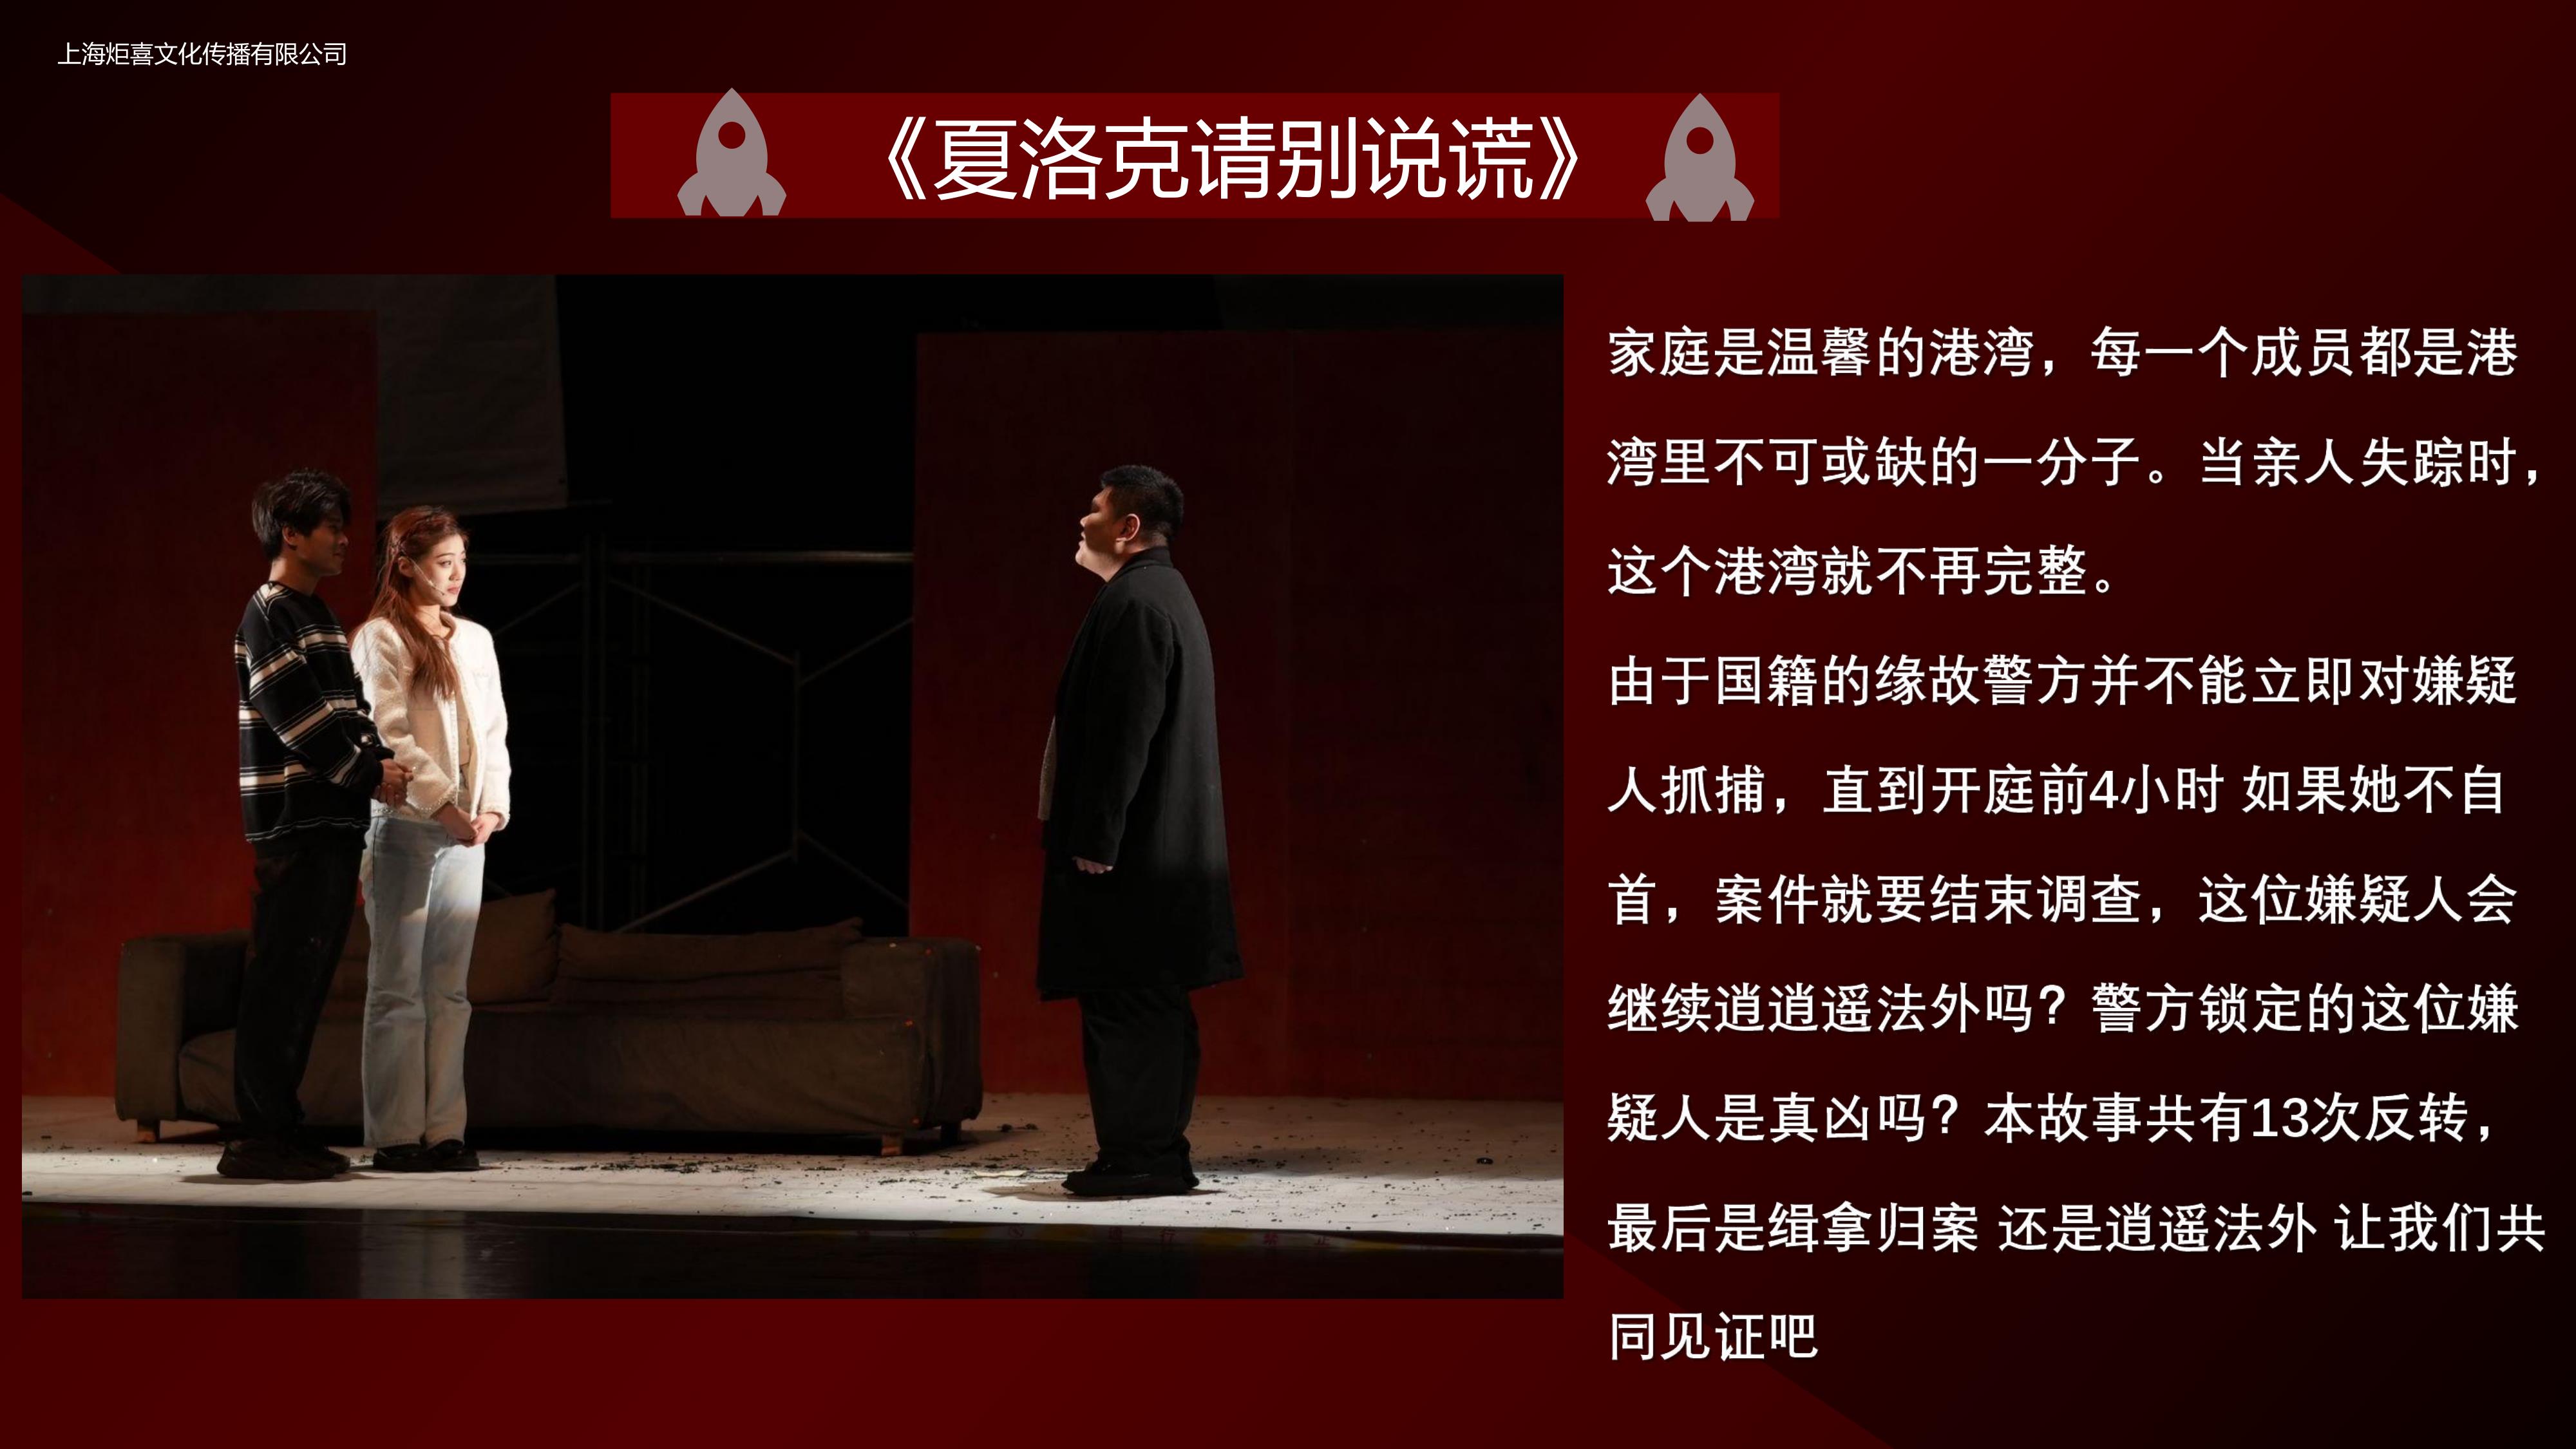 上海炬喜文化传播有限公司
《夏洛克请别说谎》
家庭是温馨的港湾，每一个成员都是港
湾里不可或缺的一分子。当亲人失踪时，
这个港湾就不再完整。
由于国籍的缘故警方并不能立即对嫌疑
人抓捕，直到开庭前4小时 如果她不自
首，案件就要结束调查，这位嫌疑人会
继续逍逍遥法外吗？警方锁定的这位嫌
疑人是真凶吗？本故事共有13次反转，
最后是缉拿归案 还是逍遥法外 让我们共
同见证吧